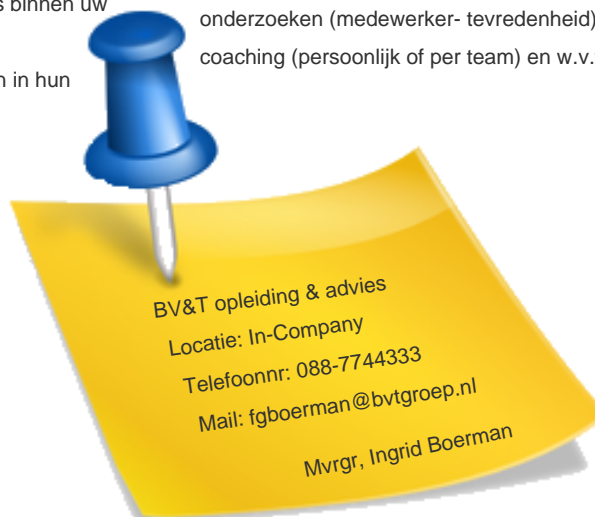 s binnen uw
n in hun
onderzoeken (medewerker- tevredenheid)
coaching (persoonlijk of per team) en w.v.
BV&T opleiding & advies
Locatie: In-Company
Telefoonnr: 088-7744333
Mail: fgboerman@bvtgroep.nl
Mvrgr, Ingrid Boerman